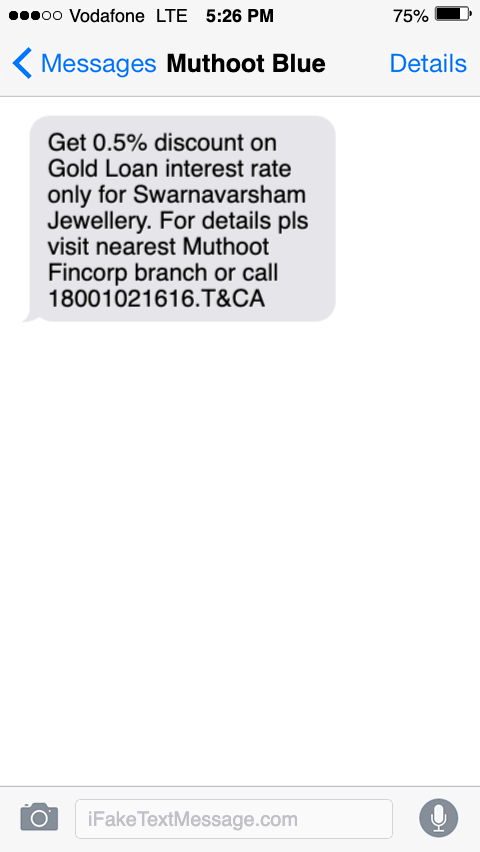 Vodafone LTE 5:26 PM 75%
Messages Muthoot Blue Details
Get 0.5% discount on
Gold Loan interest rate
only for Swarnavarsham
Jewellery. For details pls
visit nearest Muthoot
Fincorp branch or call
18001021616.T&CA
iFakeTextMessage.com